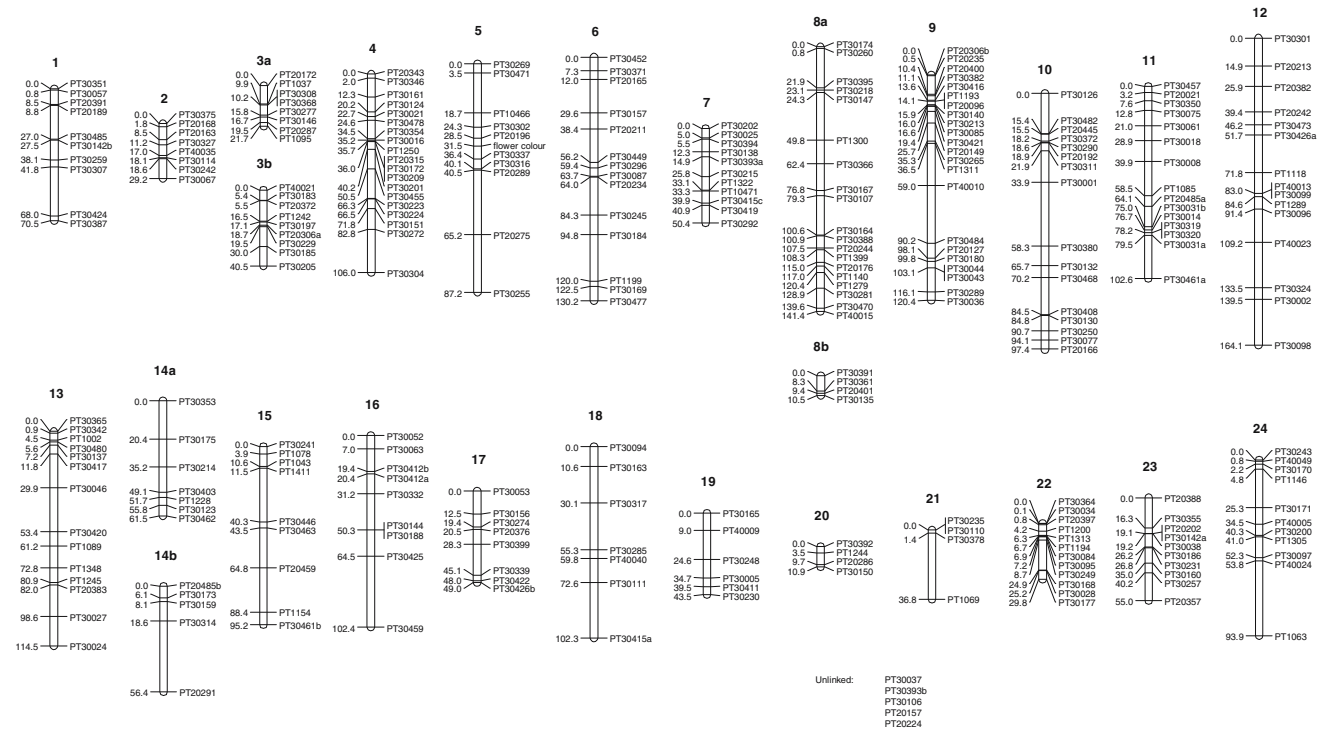 1
0.0 PT30351
0.8 PT30057
8.5 PT20391
8.8 PT20189
27.0 PT30485
27.5 PT30142b
38.1 PT30259
41.8 PT30307
68.0 PT30424
70.5 PT30387
2
0.0 PT30375
1.8 PT20168
8.5 PT20163
11.2 PT30327
17.0 PT40035
18.1 PT30114
18.6 PT30242
29.2 PT30067
3a
0.0 PT20172
9.9 PT1037
10.2 PT30308
PT30368
15.8 PT30277
16.7 PT30146
19.5 PT20287
21.7 PT1095
3b
0.0 PT40021
5.4 PT30183
5.5 PT20372
16.5 PT1242
17.1 PT30197
18.7 PT20306a
19.5 PT30229
30.0 PT30185
40.5 PT30205
4
0.0 PT20343
2.0 PT30346
12.3 PT30161
20.2 PT30124
22.7 PT30021
24.6 PT30478
34.5 PT30354
35.2 PT30016
35.7 PT1250
PT20315
36.0 PT30172
PT30209
40.2 PT30201
50.5 PT30455
66.3 PT30223
66.5 PT30224
71.8 PT30151
82.8 PT30272
106.0 PT30304
5
0.0 PT30269
3.5 PT30471
18.7 PT10466
24.3 PT30302
28.5 PT20196
31.5 flower colour
36.4 PT30337
40.1 PT30316
40.5 PT20289
65.2 PT20275
87.2 PT30255
6
0.0 PT30452
7.3 PT30371
12.0 PT20165
29.6 PT30157
38.4 PT20211
56.2 PT30449
59.4 PT30296
63.7 PT30087
64.0 PT20234
84.3 PT30245
94.8 PT30184
120.0 PT1199
122.5 PT30169
130.2 PT30477
7
0.0 PT30202
5.0 PT30025
5.5 PT30394
12.3 PT30138
14.9 PT30393a
25.8 PT30215
33.1 PT1322
33.3 PT10471
39.9 PT30415c
40.9 PT30419
50.4 PT30292
8a
0.0 PT30174
0.8 PT30260
21.9 PT30395
23.1 PT30218
24.3 PT30147
49.8 PT1300
62.4 PT30366
76.8 PT30167
79.3 PT30107
100.6 PT30164
100.9 PT30388
107.5 PT20244
108.3 PT1399
115.0 PT20176
117.0 PT1140
120.4 PT1279
128.9 PT30281
139.6 PT30470
141.4 PT40015
8b
0.0 PT30391
8.3 PT30361
9.4 PT20401
10.5 PT30135
9
0.0 PT20306b
0.5 PT20235
10.4 PT20400
11.1 PT30382
13.6 PT30416
14.1 PT1193
PT20096
15.9 PT30140
16.0 PT30213
16.6 PT30085
19.4 PT30421
25.7 PT20149
35.3 PT30265
36.5 PT1311
59.0 PT40010
90.2 PT30484
98.1 PT20127
99.8 PT30180
103.1 PT30044
PT30043
116.1 PT30289
120.4 PT30036
10
0.0 PT30126
15.4 PT30482
15.5 PT20445
18.2 PT30372
18.6 PT30290
18.9 PT20192
21.9 PT30311
33.9 PT30001
58.3 PT30380
65.7 PT30132
70.2 PT30468
84.5 PT30408
84.8 PT30130
90.7 PT30250
94.1 PT30077
97.4 PT20166
11
0.0 PT30457
3.2 PT20021
7.6 PT30350
12.8 PT30075
21.0 PT30061
28.9 PT30018
39.9 PT30008
58.5 PT1085
64.1 PT20485a
75.0 PT30031b
76.7 PT30014
78.2 PT30319
PT30320
79.5 PT30031a
102.6 PT30461a
12
0.0 PT30301
14.9 PT20213
25.9 PT20382
39.4 PT20242
46.2 PT30473
51.7 PT30426a
71.8 PT1118
83.0 PT40013
PT30099
84.6 PT1289
91.4 PT30096
109.2 PT40023
133.5 PT30324
139.5 PT30002
164.1 PT30098
13
0.0 PT30365
0.9 PT30342
4.5 PT1002
5.6 PT30480
7.2 PT30137
11.8 PT30417
29.9 PT30046
53.4 PT30420
61.2 PT1089
72.8 PT1348
80.9 PT1245
82.0 PT20383
98.6 PT30027
114.5 PT30024
14a
0.0 PT30353
20.4 PT30175
35.2 PT30214
49.1 PT30403
51.7 PT1228
55.8 PT30123
61.5 PT30462
14b
0.0 PT20485b
6.1 PT30173
8.1 PT30159
18.6 PT30314
56.4 PT20291
15
0.0 PT30241
3.9 PT1078
10.6 PT1043
11.5 PT1411
40.3 PT30446
43.5 PT30463
64.8 PT20459
88.4 PT1154
95.2 PT30461b
16
0.0 PT30052
7.0 PT30063
19.4 PT30412b
20.4 PT30412a
31.2 PT30332
50.3 PT30144
PT30188
64.5 PT30425
102.4 PT30459
17
0.0 PT30053
12.5 PT30156
19.4 PT30274
20.5 PT20376
28.3 PT30399
45.1 PT30339
48.0 PT30422
49.0 PT30426b
18
0.0 PT30094
10.6 PT30163
30.1 PT30317
55.3 PT30285
59.8 PT40040
72.6 PT30111
102.3 PT30415a
19
0.0 PT30165
9.0 PT40009
24.6 PT30248
34.7 PT30005
39.5 PT30411
43.5 PT30230
20
0.0 PT30392
3.5 PT1244
9.7 PT20286
10.9 PT30150
21
0.0 PT30235
PT30110
1.4 PT30378
36.8 PT1069
22
0.0 PT30364
0.1 PT30034
0.8 PT20397
4.2 PT1200
6.3 PT1313
6.7 PT1194
6.9 PT30084
7.2 PT30095
8.7 PT30249
24.9 PT30168
25.2 PT30028
29.8 PT30177
23
0.0 PT20388
16.3 PT30355
19.1 PT20202
PT30142a
19.2 PT30038
26.2 PT30186
26.8 PT30231
35.0 PT30160
40.2 PT30257
55.0 PT20357
24
0.0 PT30243
0.8 PT40049
2.2 PT30170
4.8 PT1146
25.3 PT30171
34.5 PT40005
40.3 PT30200
41.0 PT1305
52.3 PT30097
53.8 PT40024
93.9 PT1063
Unlinked: PT30037
PT30393b
PT30106
PT20157
PT20224